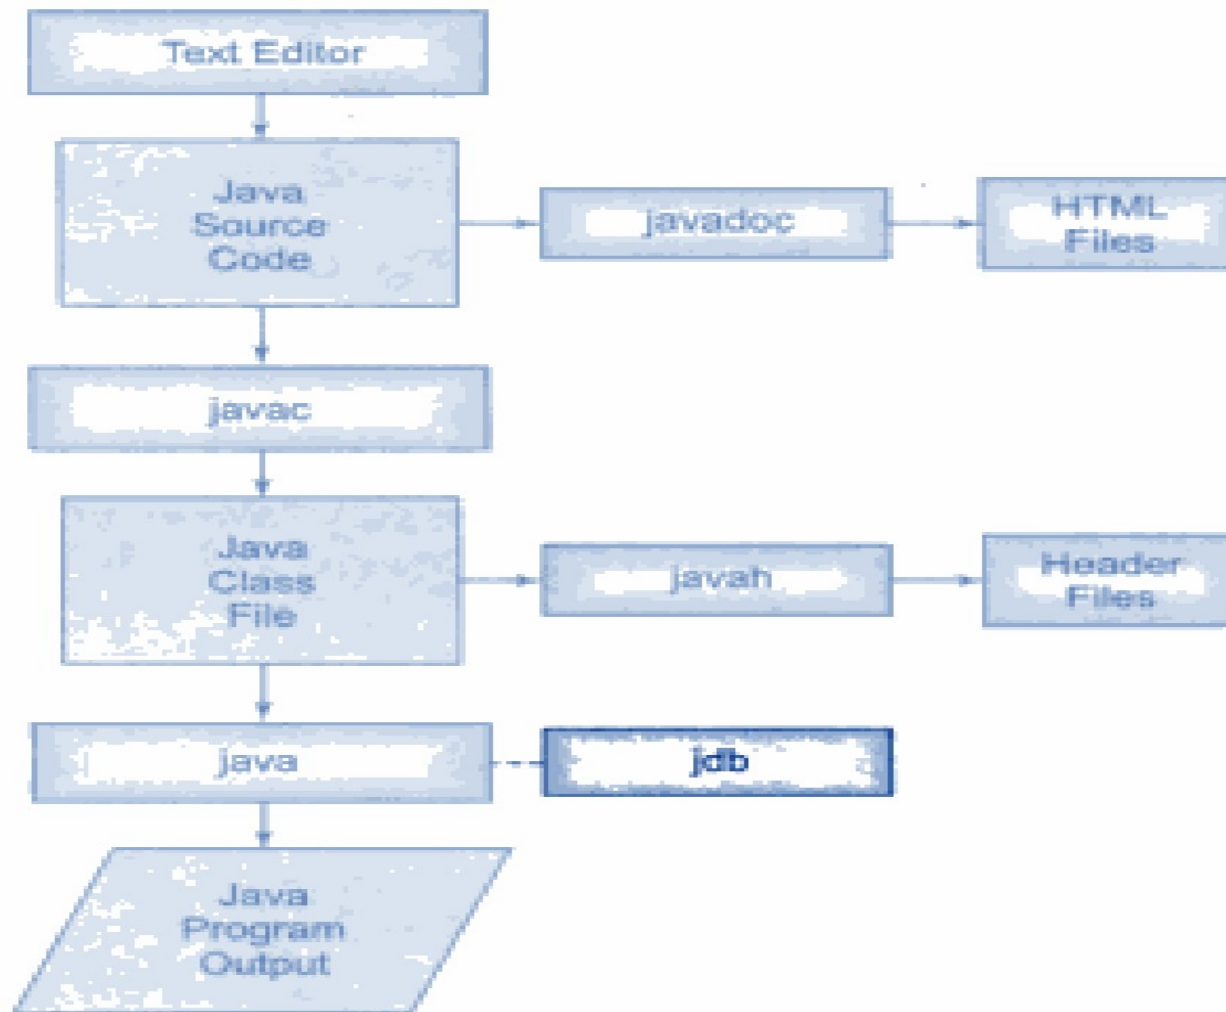 Text Editor
Java
Source
Code
javadoc
HTML
Files
javac
Java
Class
File
javah
Header
Files
java
jdb
Java
Program
Output